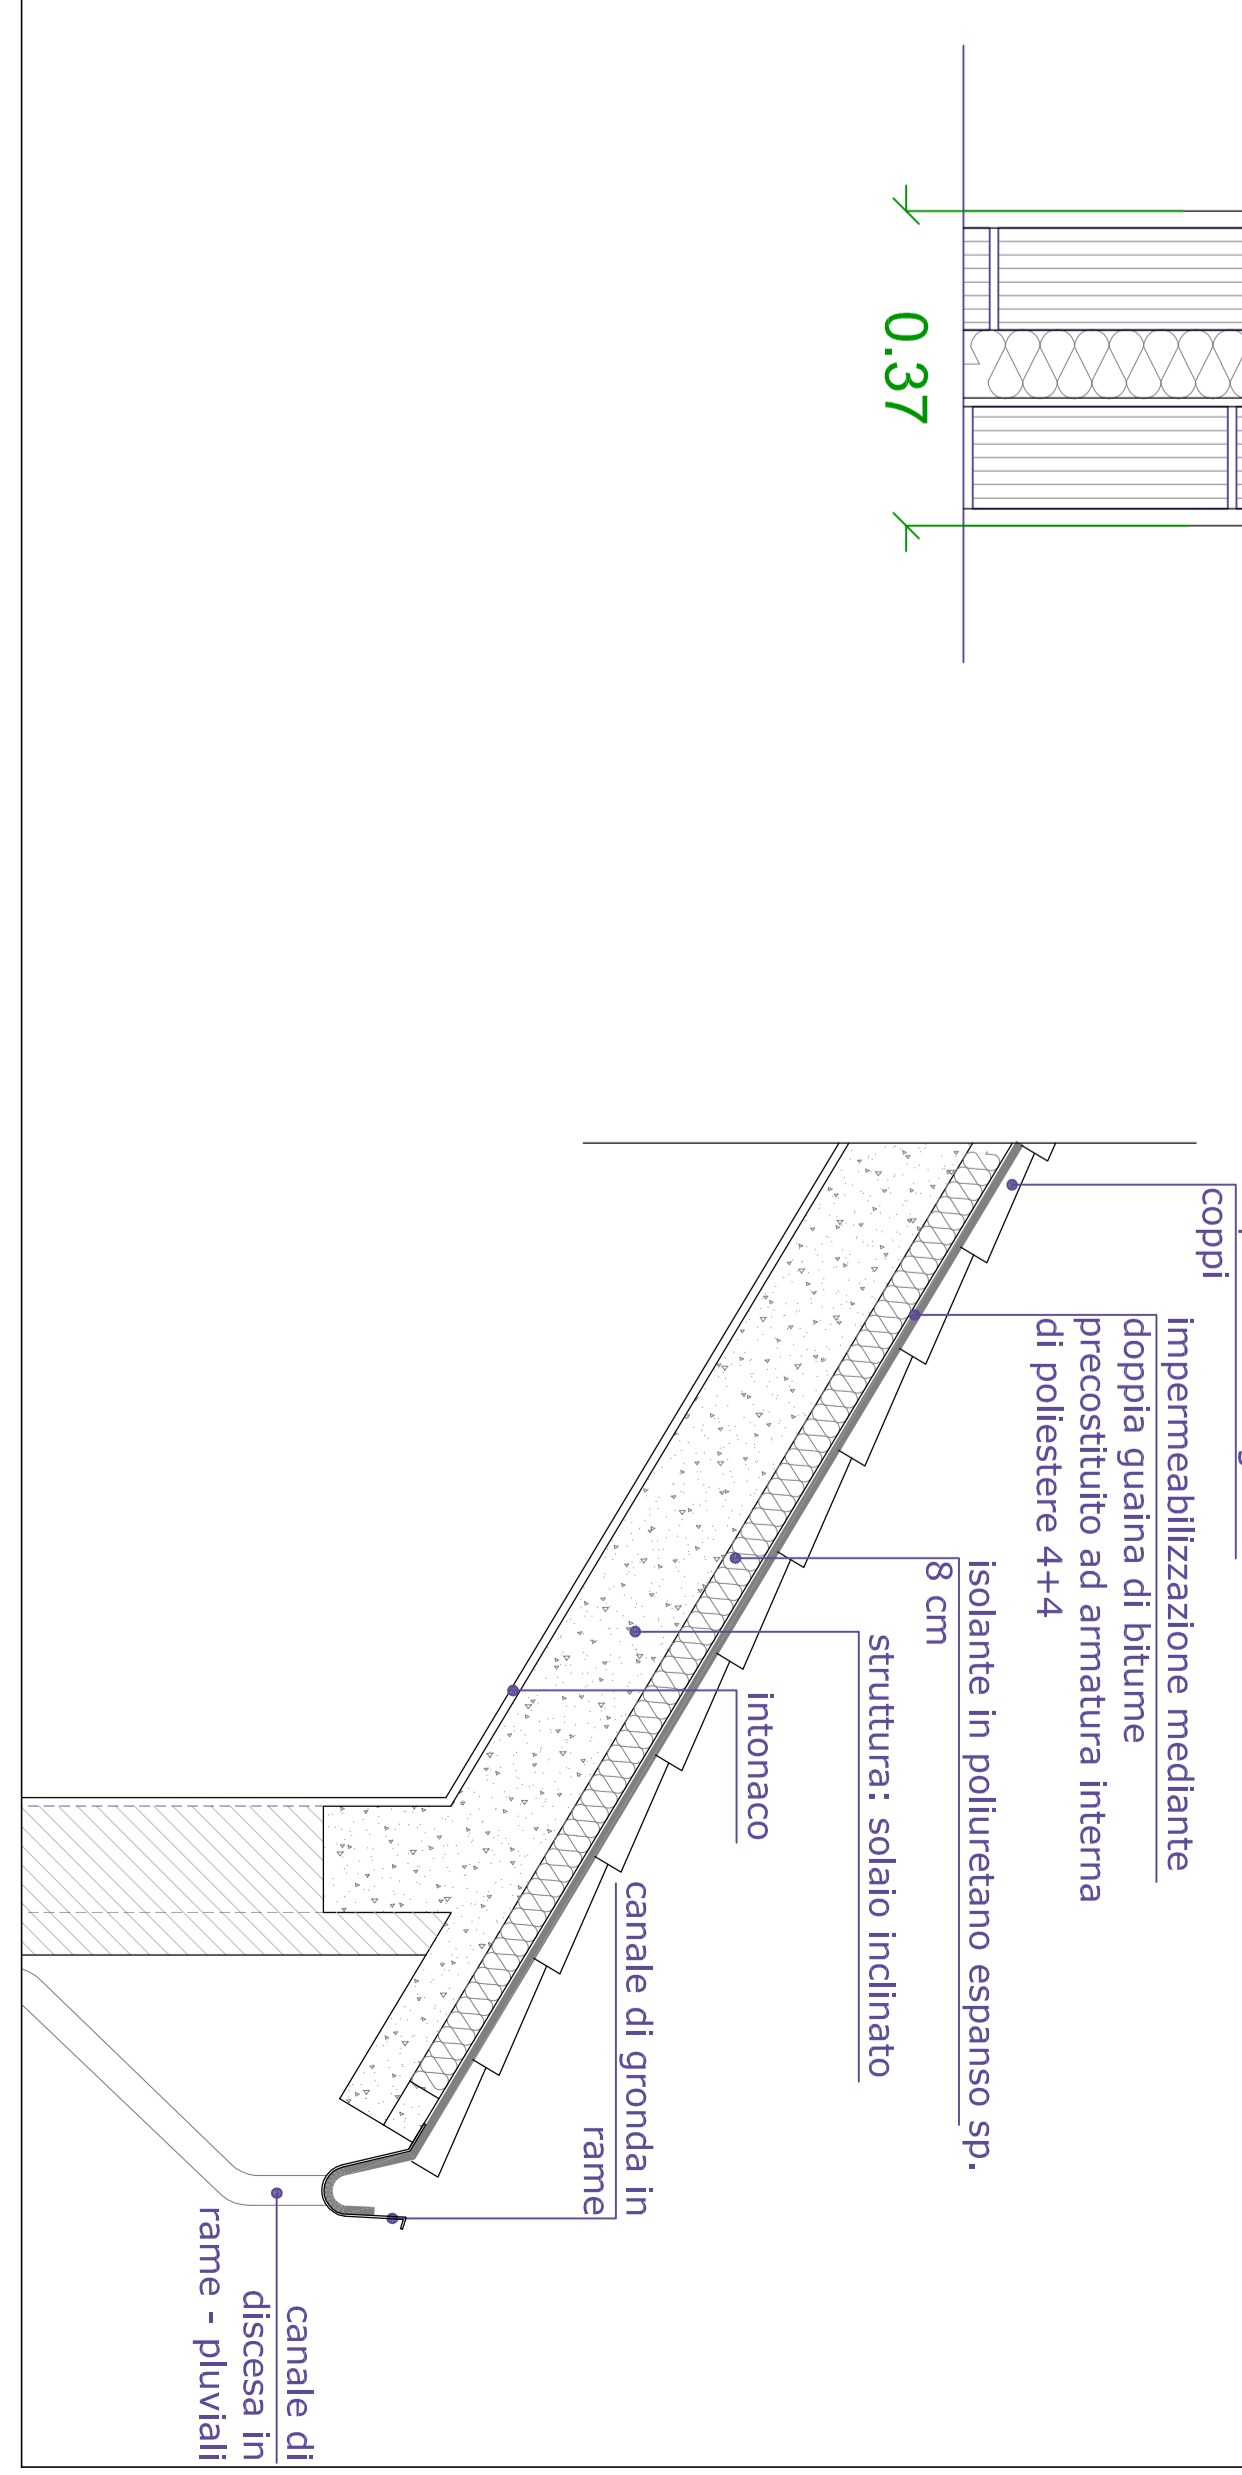 0.37
coppi
impermeabilizzazione mediante
doppia guaina di bitume
precostituito ad armatura interna
di poliestere 4+4
isolante in poliuretano espanso sp.
8 cm
struttura: solaio inclinato
intonaco
canale di gronda in
rame
canale di
discesa in
rame - pluviali